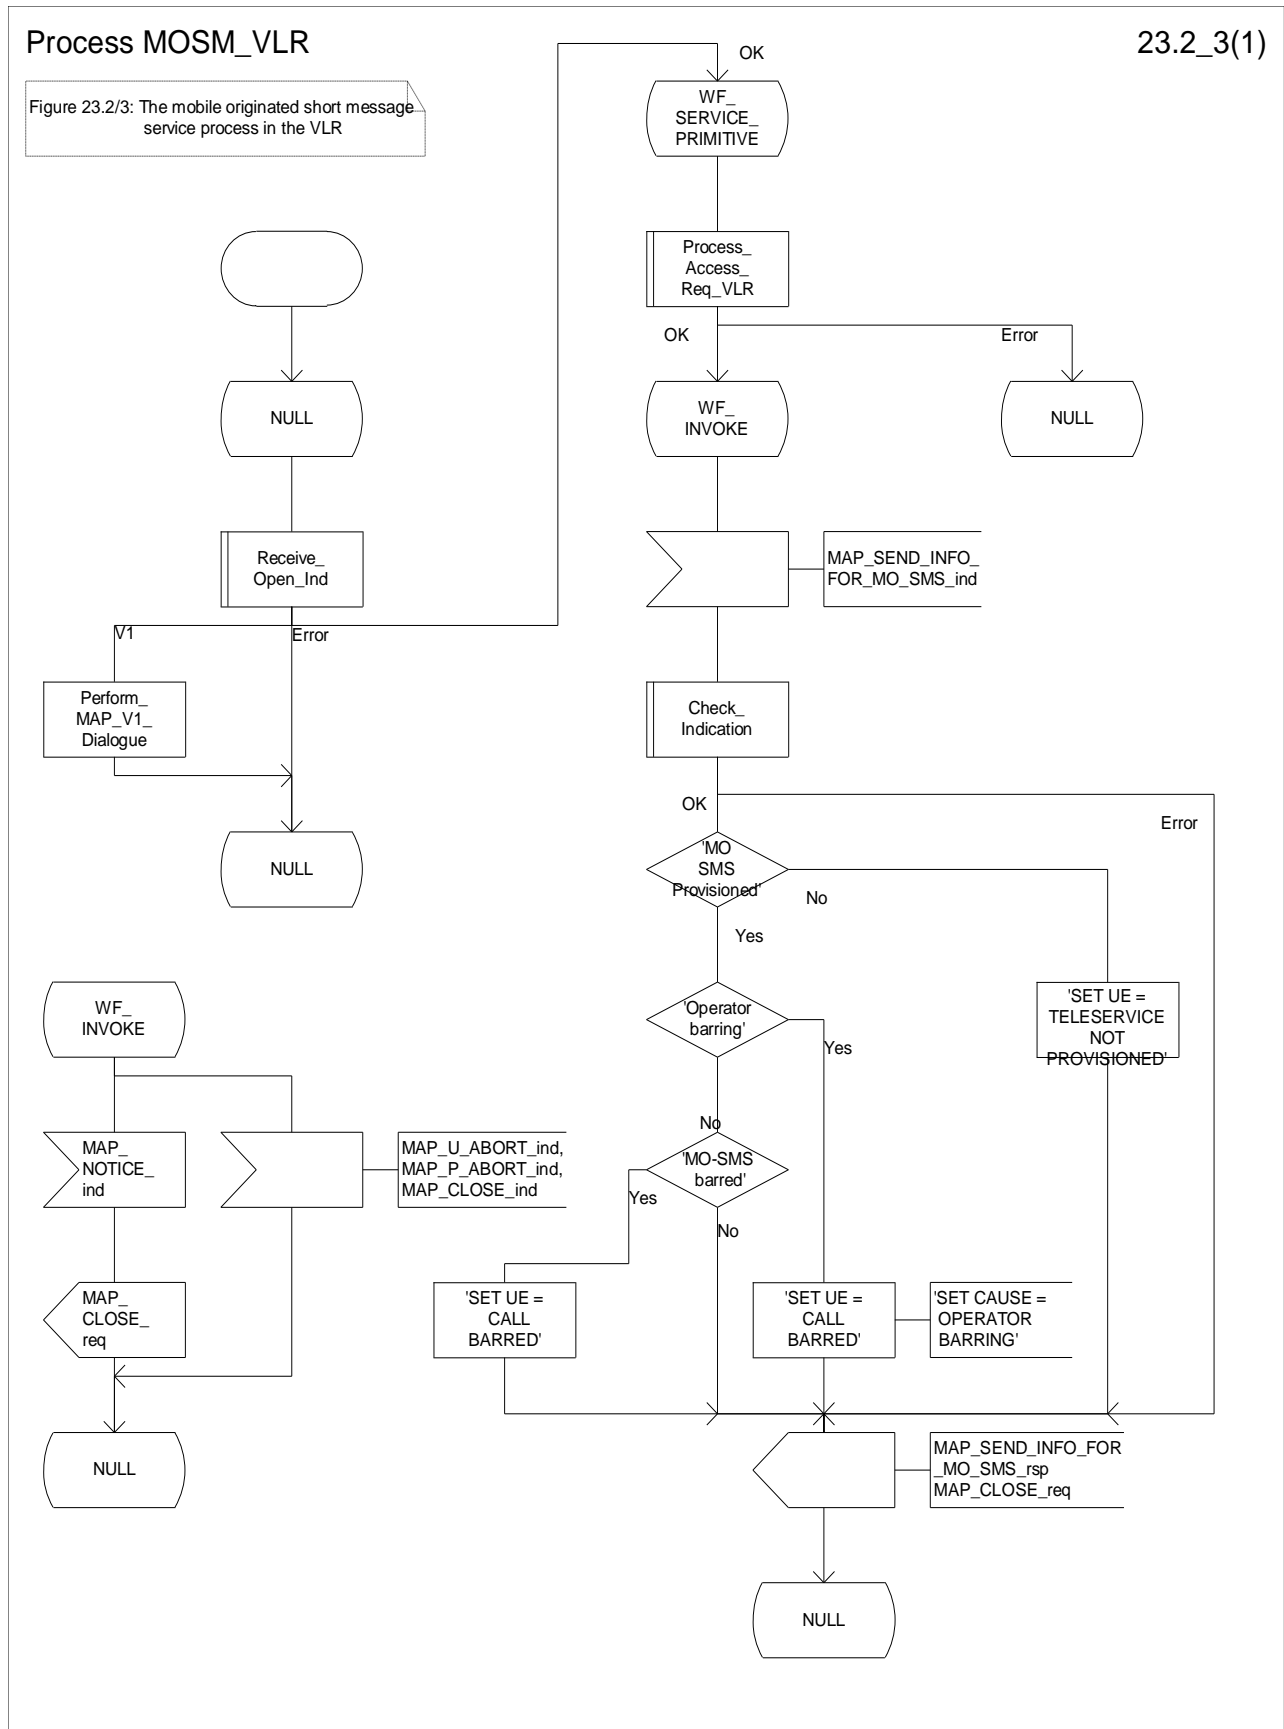 Process MOSM_VLR
23.2_3(1)
Figure 23.2/3: The mobile originated short message
service process in the VLR
OK
WF_
SERVICE_
PRIMITIVE
Process_
Access_
Req_VLR
OK
Error
NULL
WF_
INVOKE
NULL
Receive_
Open_Ind
MAP_SEND_INFO_
FOR_MO_SMS_ind
V1
Error
Perform_
MAP_V1_
Dialogue
Check_
Indication
OK
Error
NULL
'MO
SMS
Provisioned'
No
Yes
WF_
INVOKE
'Operator
barring'
Yes
'SET UE =
TELESERVICE
NOT
PROVISIONED'
No
MAP_
NOTICE_
ind
MAP_U_ABORT_ind,
MAP_P_ABORT_ind,
MAP_CLOSE_ind
'MO-SMS
barred'
Yes
No
MAP_
CLOSE_
req
'SET UE =
CALL
BARRED'
'SET UE =
CALL
BARRED'
'SET CAUSE =
OPERATOR
BARRING'
NULL
MAP_SEND_INFO_FOR
_MO_SMS_rsp
MAP_CLOSE_req
NULL